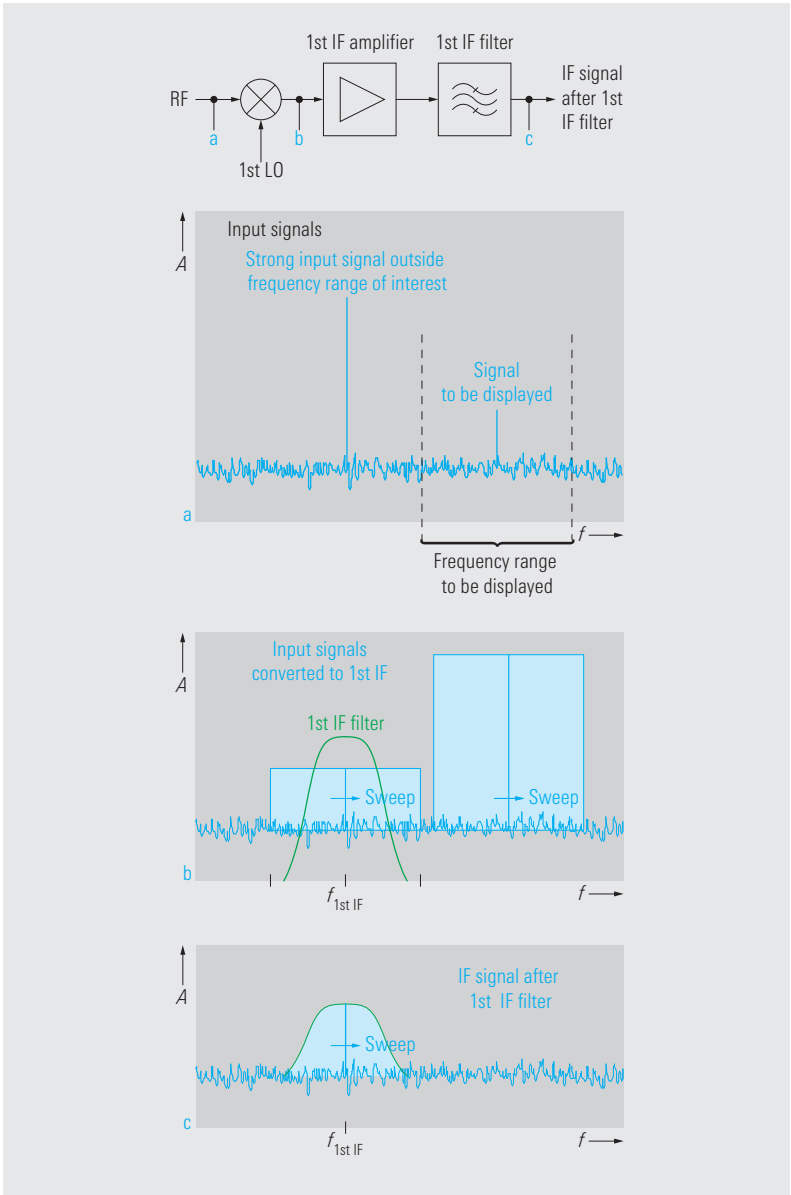 1st IF amplifier
1st IF filter
RF
IF signal
after 1st
IF filter
a
b
c
1st LO
A
Input signals
Strong input signal outside
frequency range of interest
Signal
to be displayed
a
f
Frequency range
to be displayed
A
Input signals
converted to 1st IF
1st IF filter
Sweep
Sweep
b
f1st IF
f
A
IF signal after
1st IF filter
Sweep
c
f1st IF
f